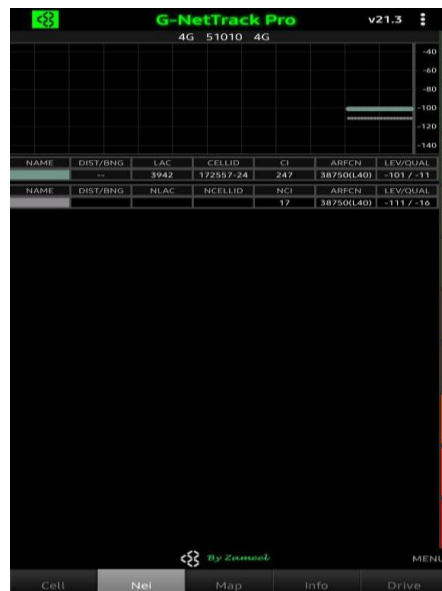 G-NetTrack Pro v21.3
4G 51010 4G
-40
-60
-80
-100
-120
-140
NAME DIST/BNG LAC CELLID CI ARFCN LEV/QUAL
-- 3942 172557-24 247 38750(L40) -101 / -11
NAME DIST/BNG NLAC NCELLID NCI ARFCN LEV/QUAL
17 38750(L40) -111 / -16
By Zameel
MENU
Cell Nei Map Info Drive